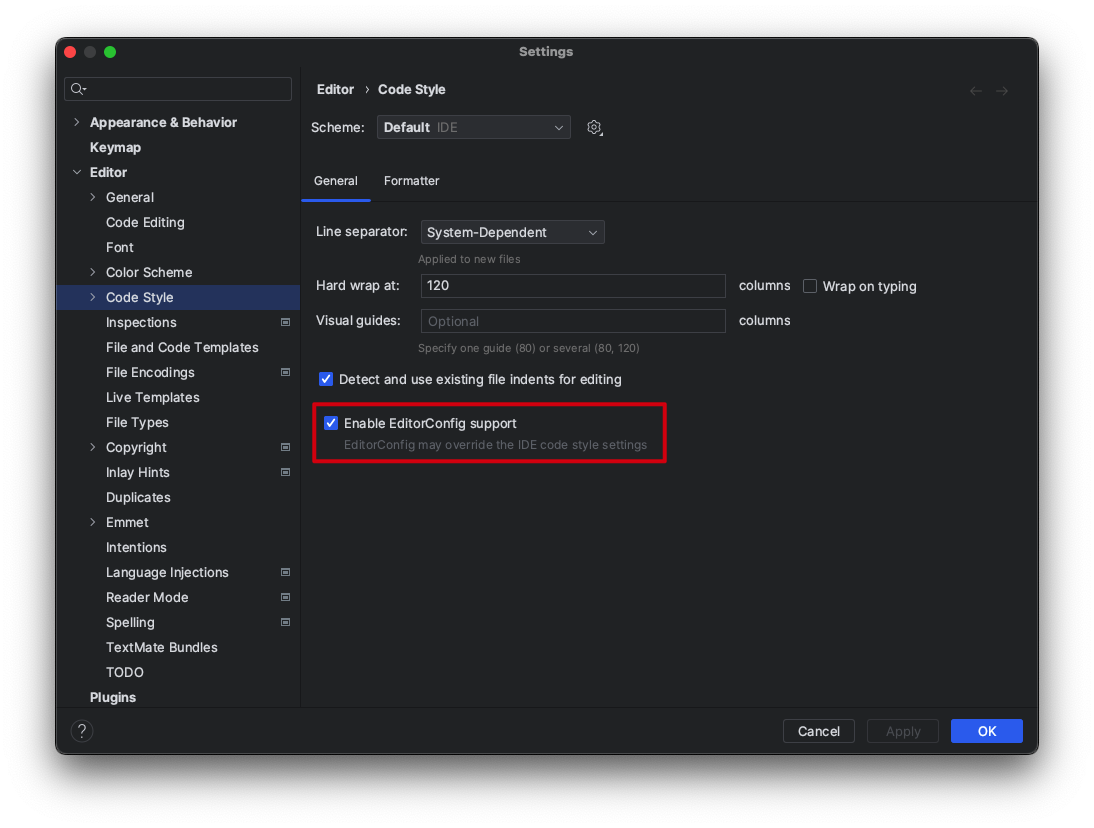 Settings
Appearance & Behavior
Keymap
Editor
General
Code Editing
Font
Color Scheme
Code Style
Inspections
File and Code Templates
File Encodings
Live Templates
File Types
Copyright
Inlay Hints
Duplicates
Emmet
Intentions
Language Injections
Reader Mode
Spelling
TextMate Bundles
TODO
Plugins
Editor › Code Style
Scheme: Default IDE
General Formatter
Line separator: System-Dependent
Applied to new files
Hard wrap at: 120 columns Wrap on typing
Visual guides: Optional columns
Specify one guide (80) or several (80, 120)
Detect and use existing file indents for editing
Enable EditorConfig support
EditorConfig may override the IDE code style settings
? Cancel Apply OK